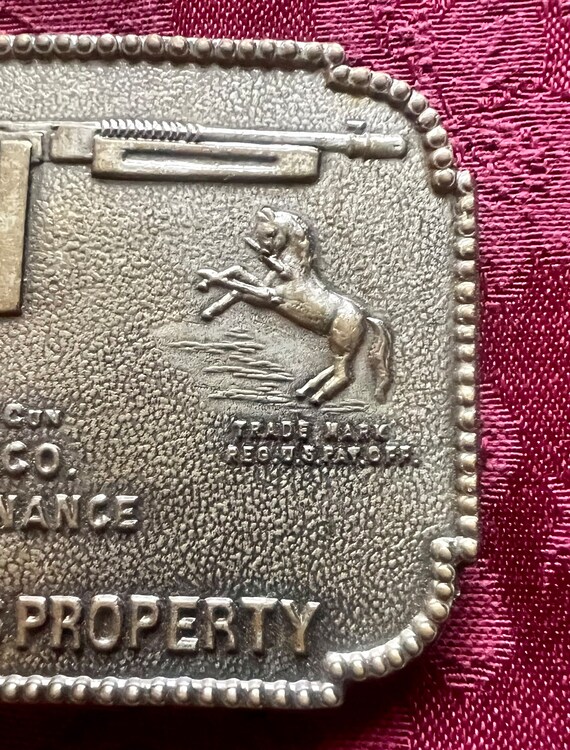 GUN
CO.
NANCE
PROPERTY
TRADE MARK
REG.U.S.PAT.OFF.